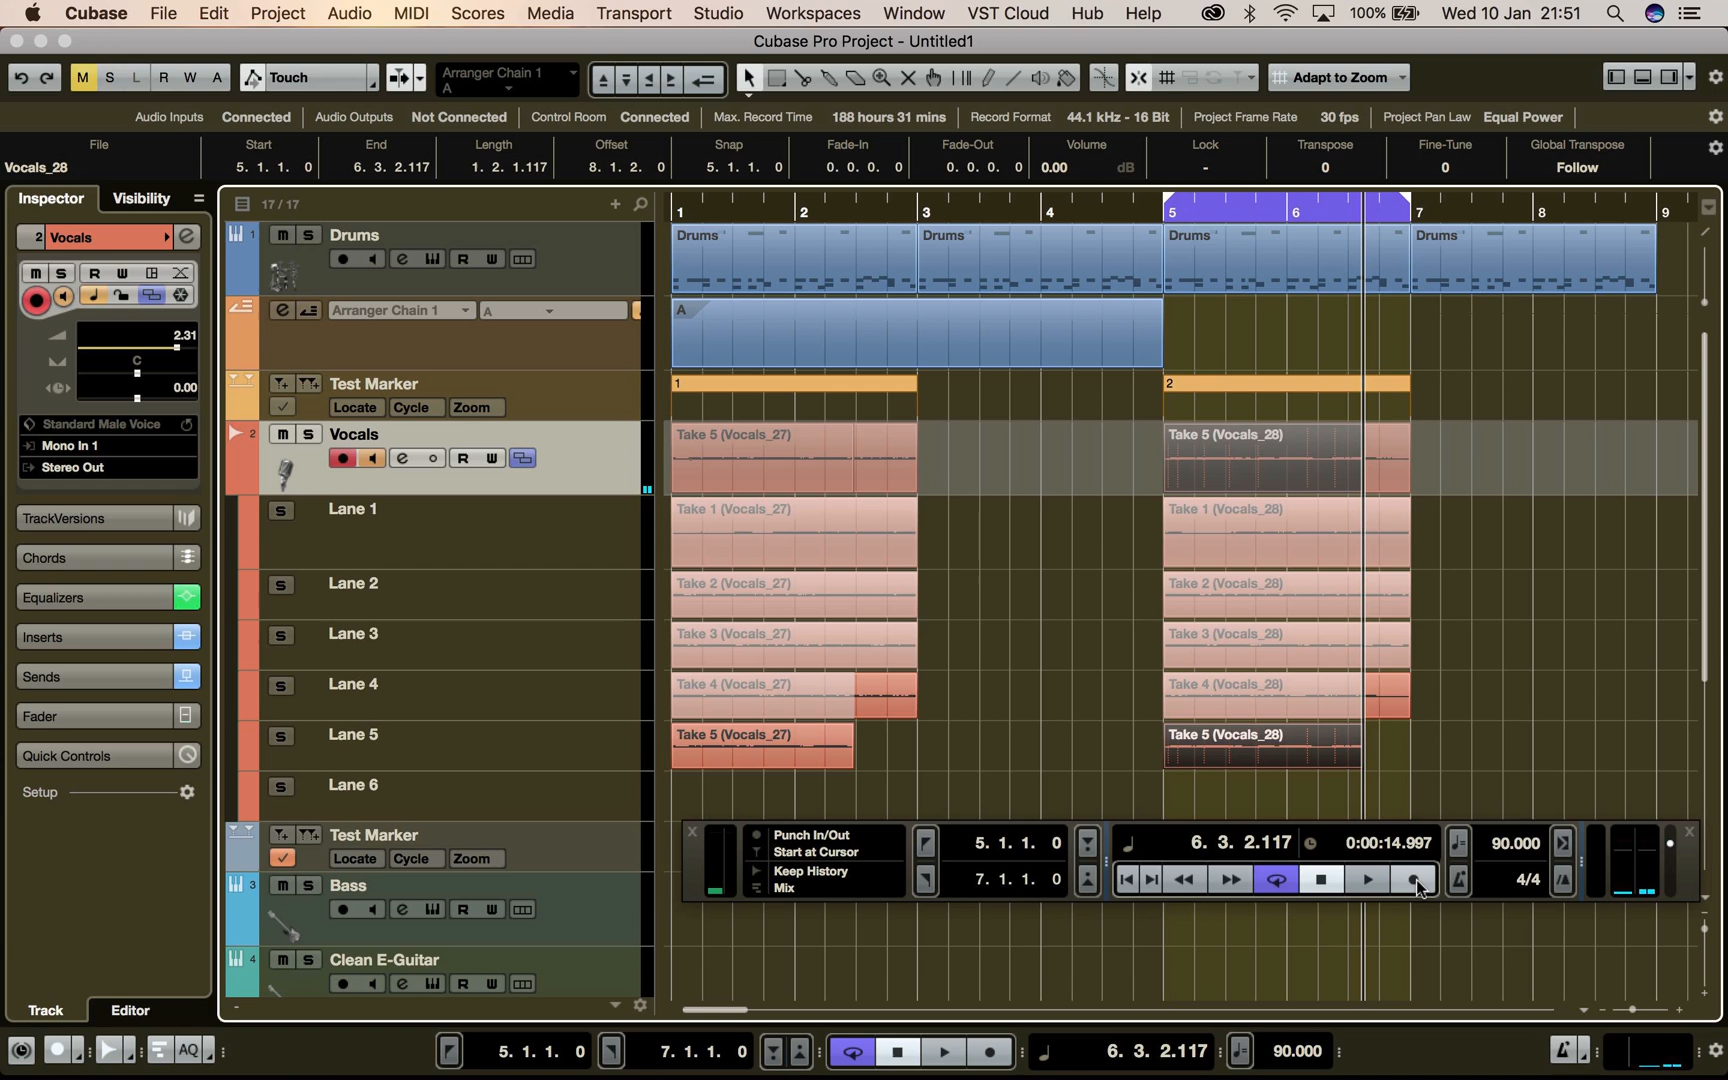 Cubase File Edit Project Audio MIDI Scores Media Transport Studio Workspaces Window VST Cloud Hub Help 100% Wed 10 Jan 21:51
Cubase Pro Project - Untitled1
M S L R W A Touch Arranger Chain 1 Adapt to Zoom
A
Audio Inputs Connected Audio Outputs Not Connected Control Room Connected Max. Record Time 188 hours 31 mins Record Format 44.1 kHz - 16 Bit Project Frame Rate 30 fps Project Pan Law Equal Power
File Start End Length Offset Snap Fade-In Fade-Out Volume Lock Transpose Fine-Tune Global Transpose
Vocals_28 5. 1. 1. 0 6. 3. 2.117 1. 2. 1.117 8. 1. 2. 0 5. 1. 1. 0 0. 0. 0. 0 0. 0. 0. 0 0.00 dB - 0 0 Follow
Inspector Visibility 17 / 17
1 2 3 4 5 6 7 8 9
2 Vocals
M S R W
2.31
C
0.00
Standard Male Voice
Mono In 1
Stereo Out
TrackVersions
Chords
Equalizers
Inserts
Sends
Fader
Quick Controls
Setup
Track Editor
1 M S Drums
R W
Drums Drums Drums Drums
Arranger Chain 1 A
A
Test Marker
Locate Cycle Zoom
1 2
2 M S Vocals
R W
Take 5 (Vocals_27) Take 5 (Vocals_28)
S Lane 1 Take 1 (Vocals_27) Take 1 (Vocals_28)
S Lane 2 Take 2 (Vocals_27) Take 2 (Vocals_28)
S Lane 3 Take 3 (Vocals_27) Take 3 (Vocals_28)
S Lane 4 Take 4 (Vocals_27) Take 4 (Vocals_28)
S Lane 5 Take 5 (Vocals_27) Take 5 (Vocals_28)
S Lane 6
Test Marker
Locate Cycle Zoom
3 M S Bass
R W
4 M S Clean E-Guitar
R W
Punch In/Out
Start at Cursor
Keep History
Mix
5. 1. 1. 0 6. 3. 2.117 0:00:14.997 90.000
7. 1. 1. 0 4/4
AQ 5. 1. 1. 0 7. 1. 1. 0 6. 3. 2.117 90.000